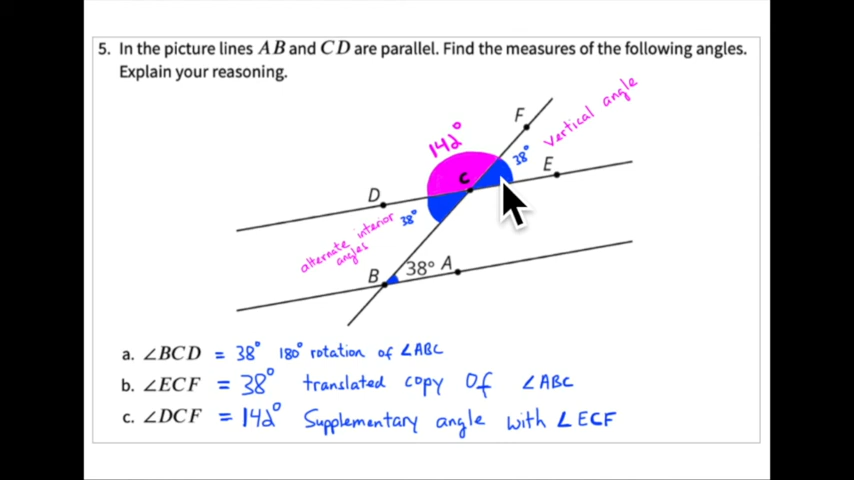 5. In the picture lines AB and CD are parallel. Find the measures of the following angles.
Explain your reasoning.
142°
F
vertical angle
38°
E
C
D
38°
alternate interior
angles
B
38°
A
a. ∠BCD = 38° 180° rotation of ∠ABC
b. ∠ECF = 38° translated copy of ∠ABC
c. ∠DCF = 142° Supplementary angle with ∠ECF